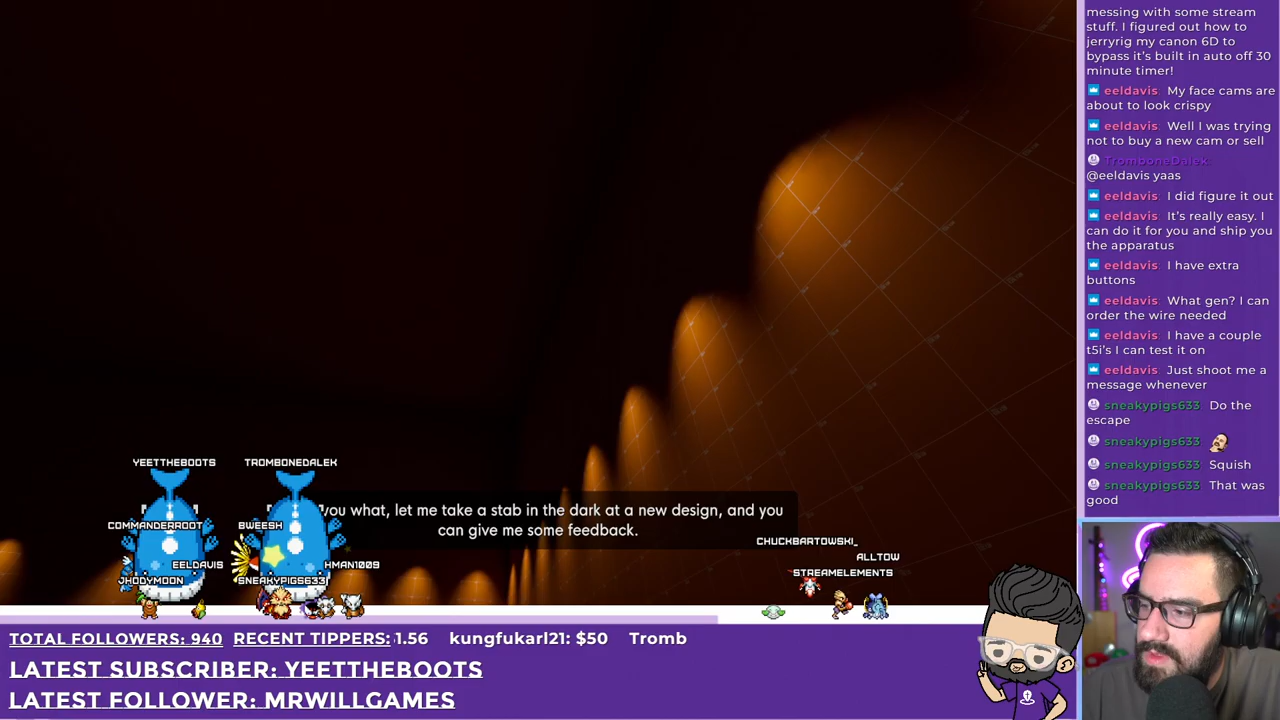 messing with some stream
stuff. I figured out how to
jerryrig my canon 6D to
bypass it's built in auto off 30
minute timer!
eeldavis: My face cams are
about to look crispy
eeldavis: Well I was trying
not to buy a new cam or sell
TromboneDalek:
@eeldavis yaas
eeldavis: I did figure it out
eeldavis: It's really easy. I
can do it for you and ship you
the apparatus
eeldavis: I have extra
buttons
eeldavis: What gen? I can
order the wire needed
eeldavis: I have a couple
t5i's I can test it on
eeldavis: Just shoot me a
message whenever
sneakypigs633: Do the
escape
sneakypigs633:
sneakypigs633: Squish
sneakypigs633: That was
good
YEETTHEBOOTS
TROMBONEDALEK
COMMANDERROOT
BWEESH
EELDAVIS
HMAN1009
JHODYMOON
SNEAKYPIGS633
you what, let me take a stab in the dark at a new design, and you
can give me some feedback.
CHUCKBARTOWSKI_
ALLTOW
STREAMELEMENTS
TOTAL FOLLOWERS: 940 RECENT TIPPERS: 1.56 kungfukarl21: $50 Tromb
LATEST SUBSCRIBER: YEETTHEBOOTS
LATEST FOLLOWER: MRWILLGAMES